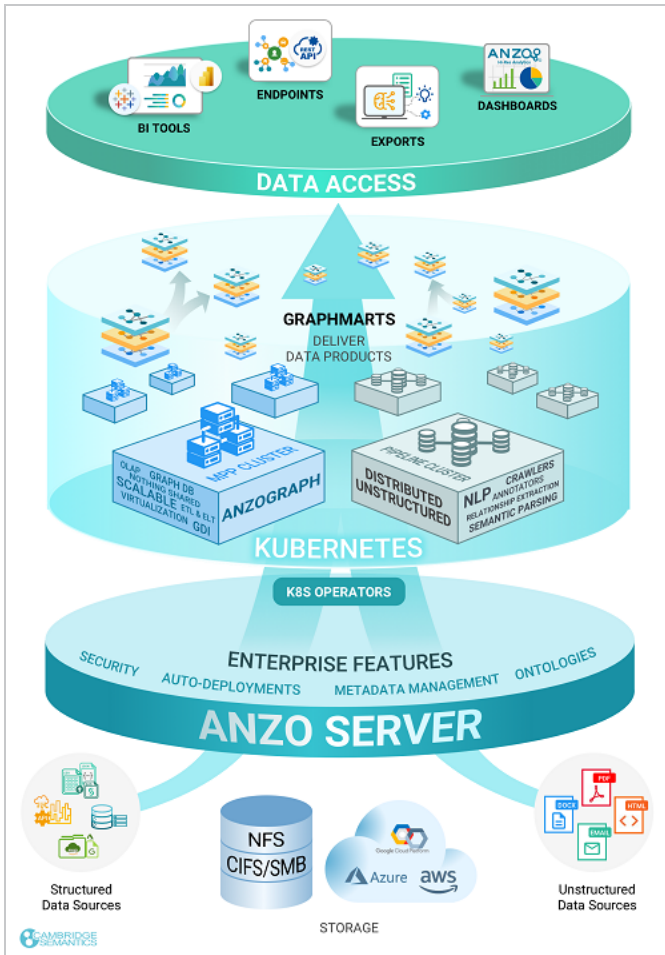 ANZO
BI TOOLS
REST
API
ENDPOINTS
EXPORTS
DASHBOARDS
DATA ACCESS
GRAPHMARTS
DELIVER
DATA PRODUCTS
MPP CLUSTER
OLAP GRAPH DB
NOTHING SHARED
SCALABLE ETL & ELT
VIRTUALIZATION GDI
ANZOGRAPH
PIPELINE CLUSTER
DISTRIBUTED
UNSTRUCTURED
CRAWLERS
NLP ANNOTATORS
RELATIONSHIP EXTRACTION
SEMANTIC PARSING
KUBERNETES
K8S OPERATORS
ENTERPRISE FEATURES
SECURITY
AUTO-DEPLOYMENTS
METADATA MANAGEMENT
ONTOLOGIES
ANZO SERVER
API
Structured
Data Sources
NFS
CIFS/SMB
Google Cloud Platform
Azure
aws
STORAGE
PDF
DOCX
HTML
EMAIL
Unstructured
Data Sources
CAMBRIDGE
SEMANTICS